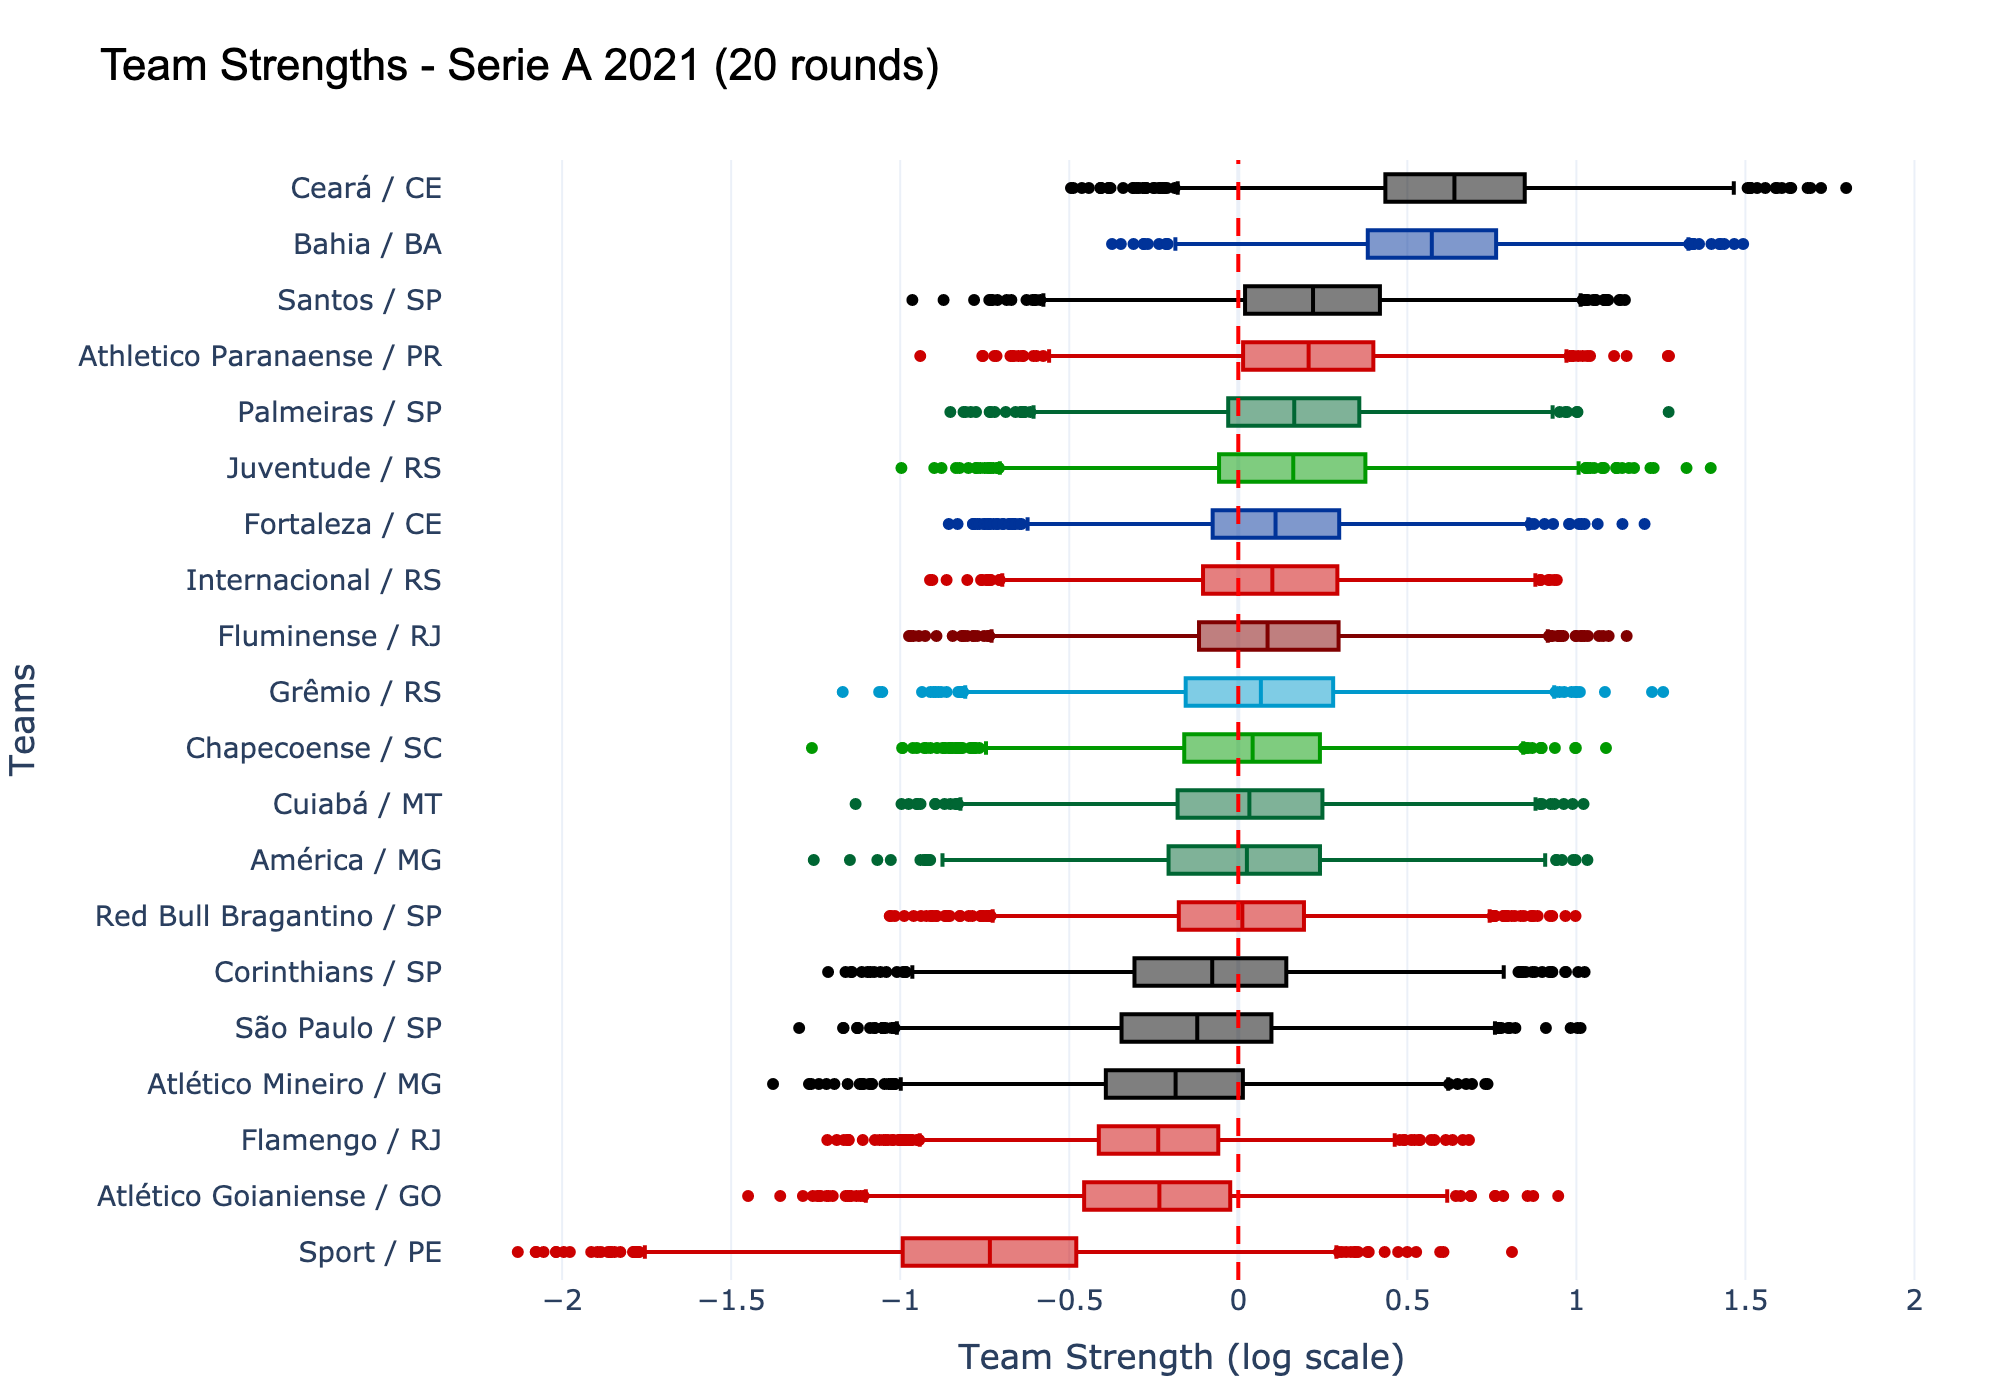 Team Strengths - Serie A 2021 (20 rounds)
Ceará / CE
Bahia / BA
Santos / SP
Athletico Paranaense / PR
Palmeiras / SP
Juventude / RS
Fortaleza / CE
Internacional / RS
Fluminense / RJ
Grêmio / RS
Chapecoense / SC
Cuiabá / MT
América / MG
Red Bull Bragantino / SP
Corinthians / SP
São Paulo / SP
Atlético Mineiro / MG
Flamengo / RJ
Atlético Goianiense / GO
Sport / PE
Teams
−2 −1.5 −1 −0.5 0 0.5 1 1.5 2
Team Strength (log scale)